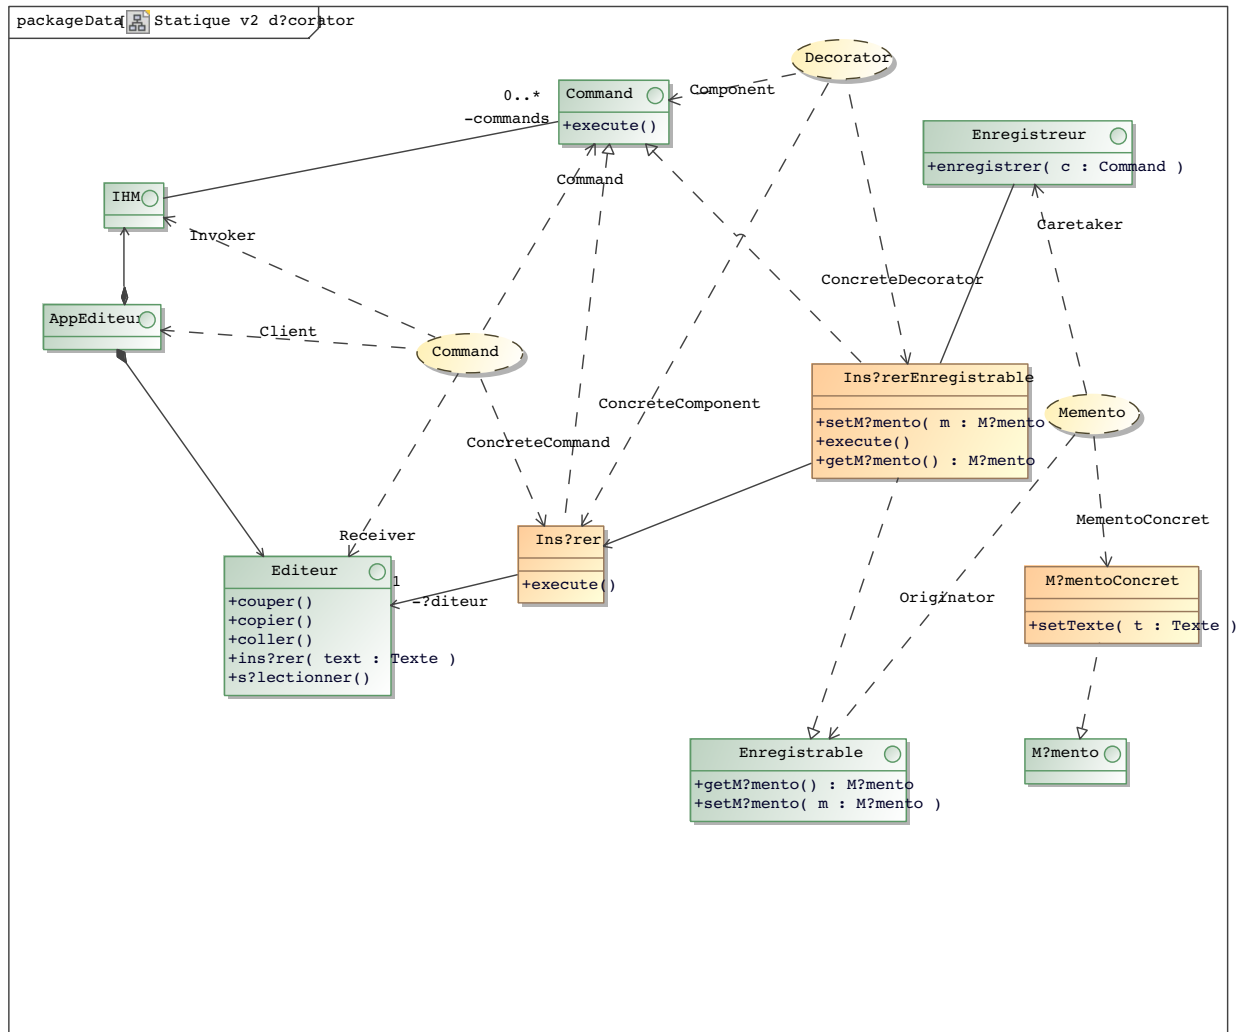 packageData[ Statique v2 d?corator
Decorator
Component
Command
+execute()
0..*
-commands
Enregistreur
+enregistrer( c : Command )
Command
IHM
Invoker
Caretaker
ConcreteDecorator
AppEditeur
Client
Command
Ins?rerEnregistrable
+setM?mento( m : M?mento
+execute()
+getM?mento() : M?mento
Memento
ConcreteComponent
ConcreteCommand
MementoConcret
Receiver
Ins?rer
+execute()
Editeur
+couper()
+copier()
+coller()
+ins?rer( text : Texte )
+s?lectionner()
1
-?diteur
Originator
M?mentoConcret
+setTexte( t : Texte )
Enregistrable
+getM?mento() : M?mento
+setM?mento( m : M?mento )
M?mento